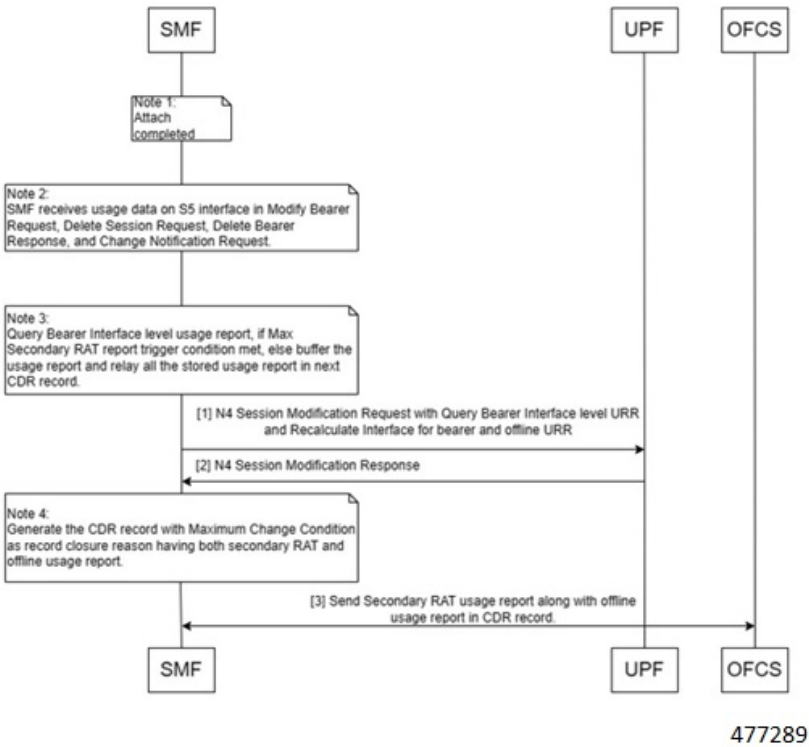 SMF
UPF
OFCS
Note 1:
Attach
completed
Note 2:
SMF receives usage data on S5 interface in Modify Bearer
Request, Delete Session Request, Delete Bearer
Response, and Change Notification Request.
Note 3:
Query Bearer Interface level usage report, if Max
Secondary RAT report trigger condition met, else buffer the
usage report and relay all the stored usage report in next
CDR record.
[1] N4 Session Modification Request with Query Bearer Interface level URR
and Recalculate Interface for bearer and offline URR
[2] N4 Session Modification Response
Note 4:
Generate the CDR record with Maximum Change Condition
as record closure reason having both secondary RAT and
offline usage report.
[3] Send Secondary RAT usage report along with offline
usage report in CDR record.
SMF
UPF
OFCS
477289